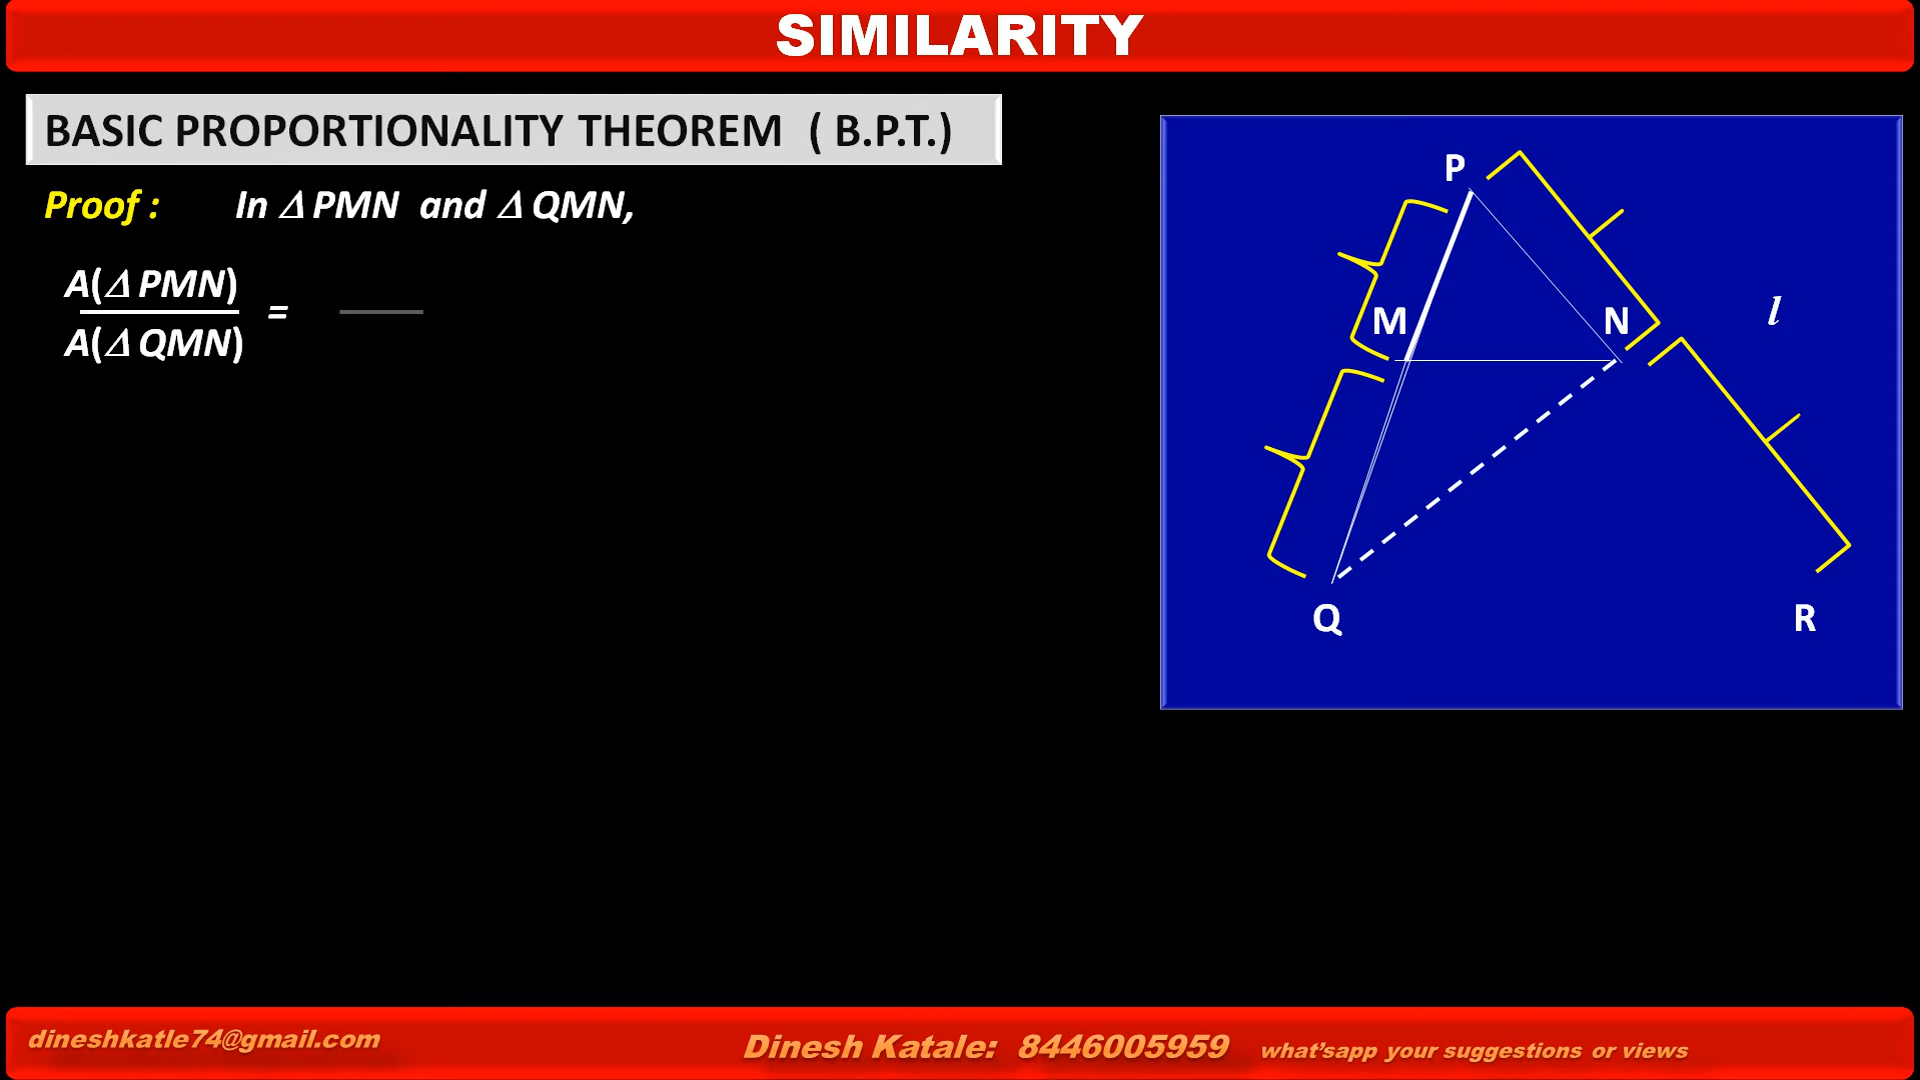 SIMILARITY
BASIC PROPORTIONALITY THEOREM ( B.P.T.)
Proof : In Δ PMN and Δ QMN,
A(Δ PMN)
=
A(Δ QMN)
P
M
N
l
Q
R
dineshkatle74@gmail.com
Dinesh Katale: 8446005959 what’sapp your suggestions or views